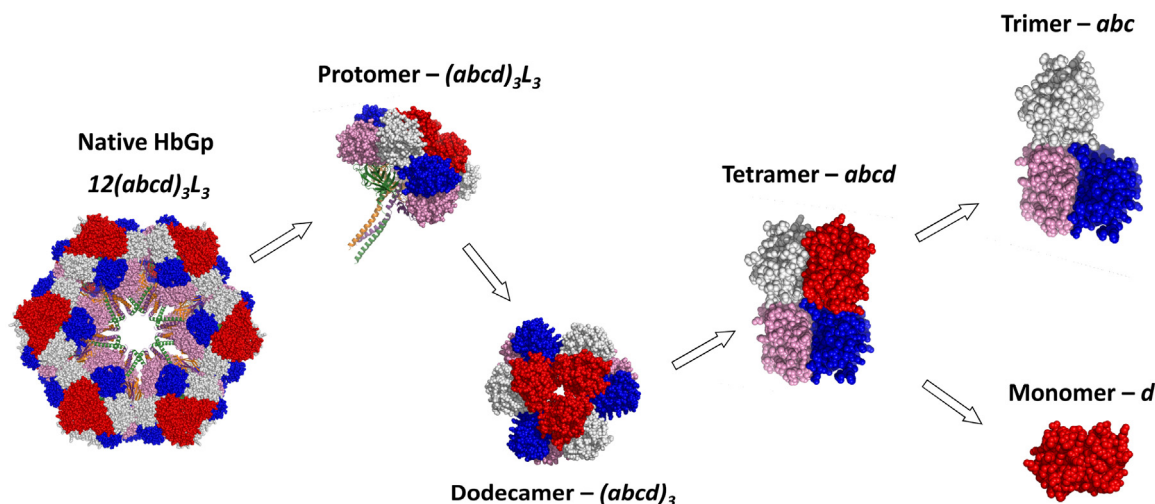 Native HbGp
12(abcd)₃L₃
Protomer – (abcd)₃L₃
Dodecamer – (abcd)₃
Tetramer – abcd
Trimer – abc
Monomer – d